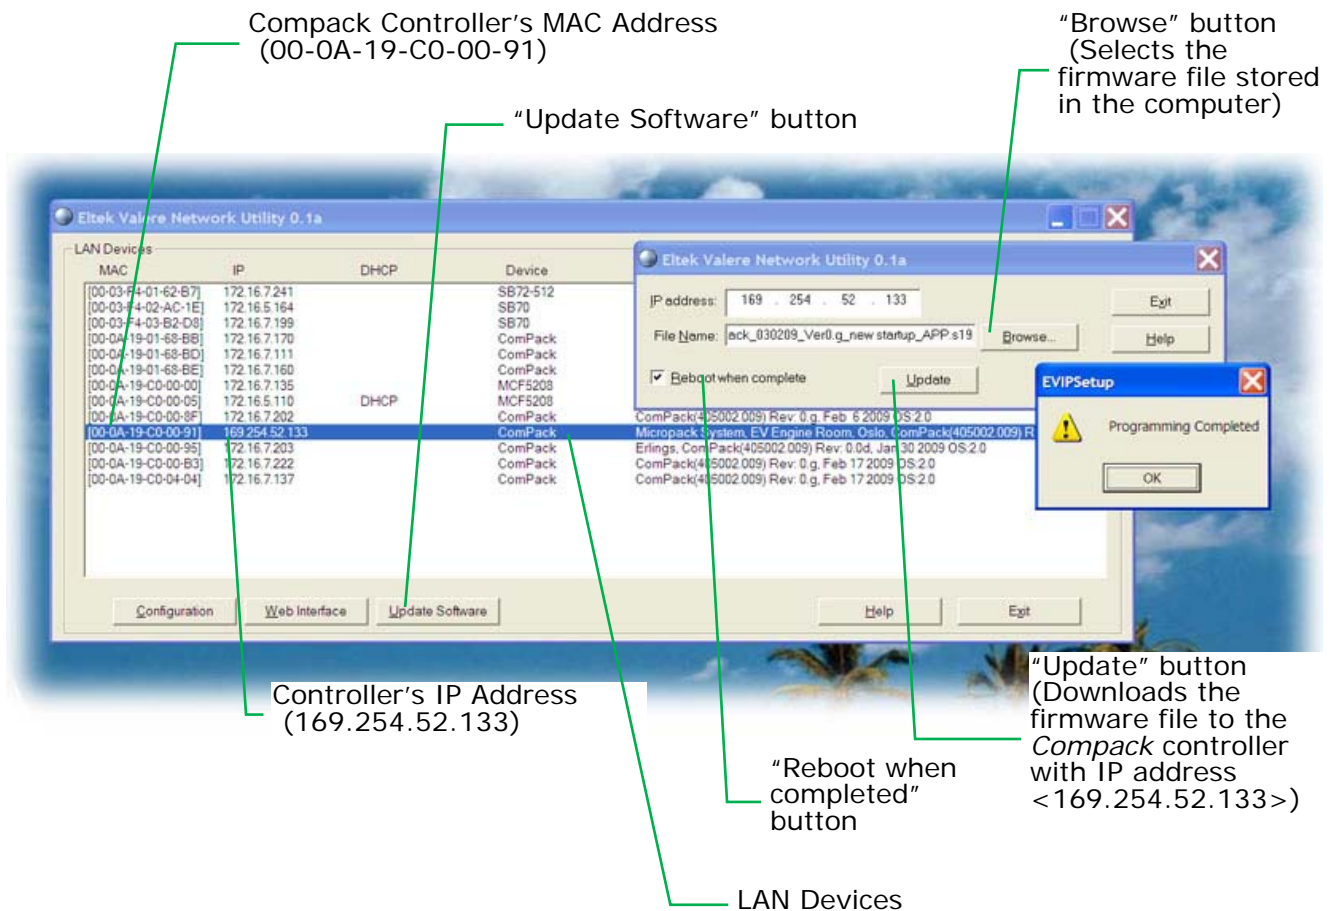 Compack Controller's MAC Address
(00-0A-19-C0-00-91)
"Browse" button
(Selects the
firmware file stored
in the computer)
"Update Software" button
Eltek Valere Network Utility 0.1a
LAN Devices
MAC IP DHCP Device
[00-03-F4-01-62-B7] 172.16.7.241 SB72-512
[00-03-F4-02-AC-1E] 172.16.5.164 SB70
[00-03-F4-03-B2-D8] 172.16.7.199 SB70
[00-0A-19-01-68-BB] 172.16.7.170 ComPack
[00-0A-19-01-68-BD] 172.16.7.111 ComPack
[00-0A-19-01-68-BE] 172.16.7.160 ComPack
[00-0A-19-C0-00-00] 172.16.7.135 MCF5208
[00-0A-19-C0-00-05] 172.16.5.110 DHCP MCF5208
[00-0A-19-C0-00-8F] 172.16.7.202 ComPack ComPack(405002.009) Rev: 0.g, Feb 6 2009 OS:2.0
[00-0A-19-C0-00-91] 169.254.52.133 ComPack Micropack System, EV Engine Room, Oslo, ComPack(405002.009) R
[00-0A-19-C0-00-95] 172.16.7.203 ComPack Erlings, ComPack(405002.009) Rev: 0.0d, Jan 30 2009 OS:2.0
[00-0A-19-C0-00-B3] 172.16.7.222 ComPack ComPack(405002.009) Rev: 0.g, Feb 17 2009 OS:2.0
[00-0A-19-C0-04-04] 172.16.7.137 ComPack ComPack(405002.009) Rev: 0.g, Feb 17 2009 OS:2.0
Configuration Web Interface Update Software Help Exit
Eltek Valere Network Utility 0.1a
IP address: 169 . 254 . 52 . 133 Exit
File Name: ack_030209_Ver0.g_new startup_APP.s19 Browse... Help
Reboot when complete Update
EVIPSetup
Programming Completed
OK
Controller's IP Address
(169.254.52.133)
"Reboot when
completed"
button
"Update" button
(Downloads the
firmware file to the
Compack controller
with IP address
<169.254.52.133>)
LAN Devices